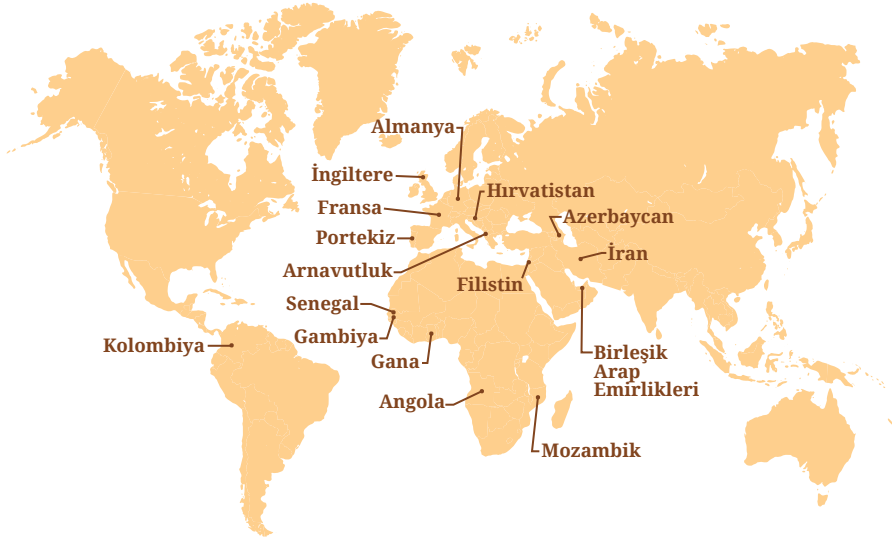 Almanya
İngiltere
Hırvatistan
Fransa
Azerbaycan
Portekiz
İran
Arnavutluk
Filistin
Senegal
Gambiya
Kolombiya
Birleşik
Arap
Emirlikleri
Gana
Angola
Mozambik